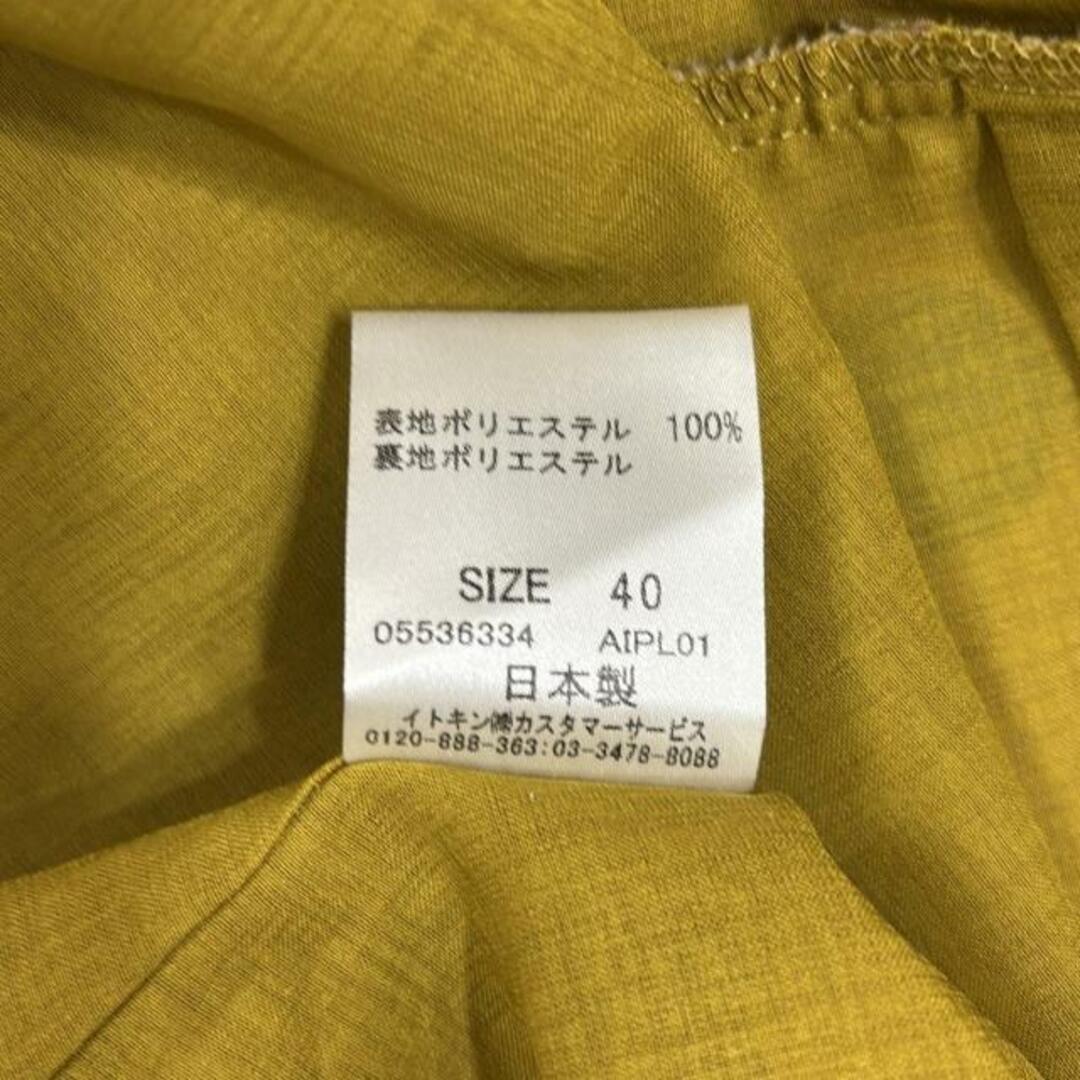 表地ポリエステル 100%
裏地ポリエステル
SIZE 40
05536334 AIPL01
日本製
イトキン㈱カスタマーサービス
0120-888-363:03-3478-8088